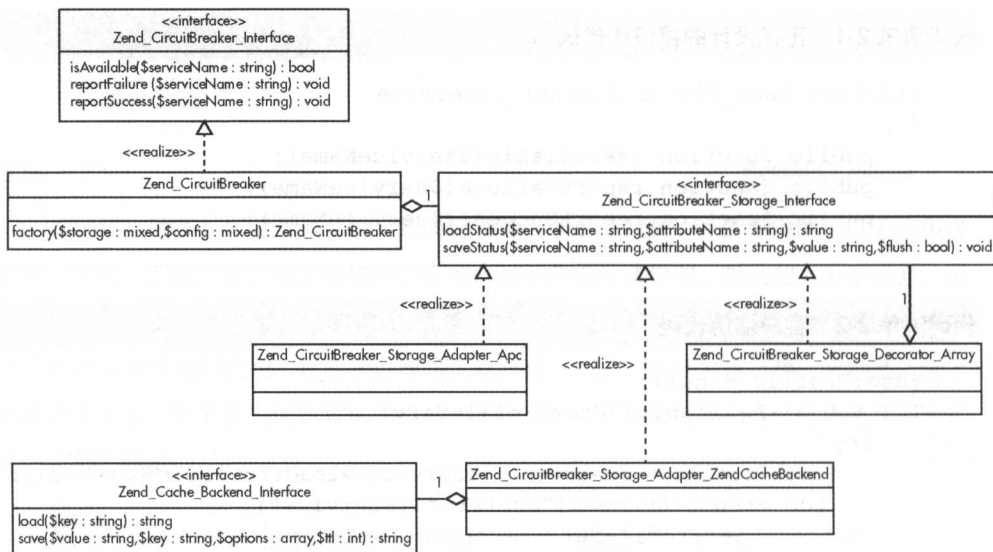 <<interface>>
Zend_CircuitBreaker_Interface
isAvailable($serviceName : string) : bool
reportFailure ($serviceName : string) : void
reportSuccess($serviceName : string) : void
<<realize>>
Zend_CircuitBreaker
factory($storage : mixed,$config : mixed) : Zend_CircuitBreaker
1
<<interface>>
Zend_CircuitBreaker_Storage_Interface
loadStatus($serviceName : string,$attributeName : string) : string
saveStatus($serviceName : string,$attributeName : string,$value : string,$flush : bool) : void
<<realize>>
<<realize>>
1
Zend_CircuitBreaker_Storage_Adapter_Apc
<<realize>>
Zend_CircuitBreaker_Storage_Decorator_Array
<<interface>>
Zend_Cache_Backend_Interface
load($key : string) : string
save($value : string,$key : string,$options : array,$ttl : int) : string
1
Zend_CircuitBreaker_Storage_Adapter_ZendCacheBackend